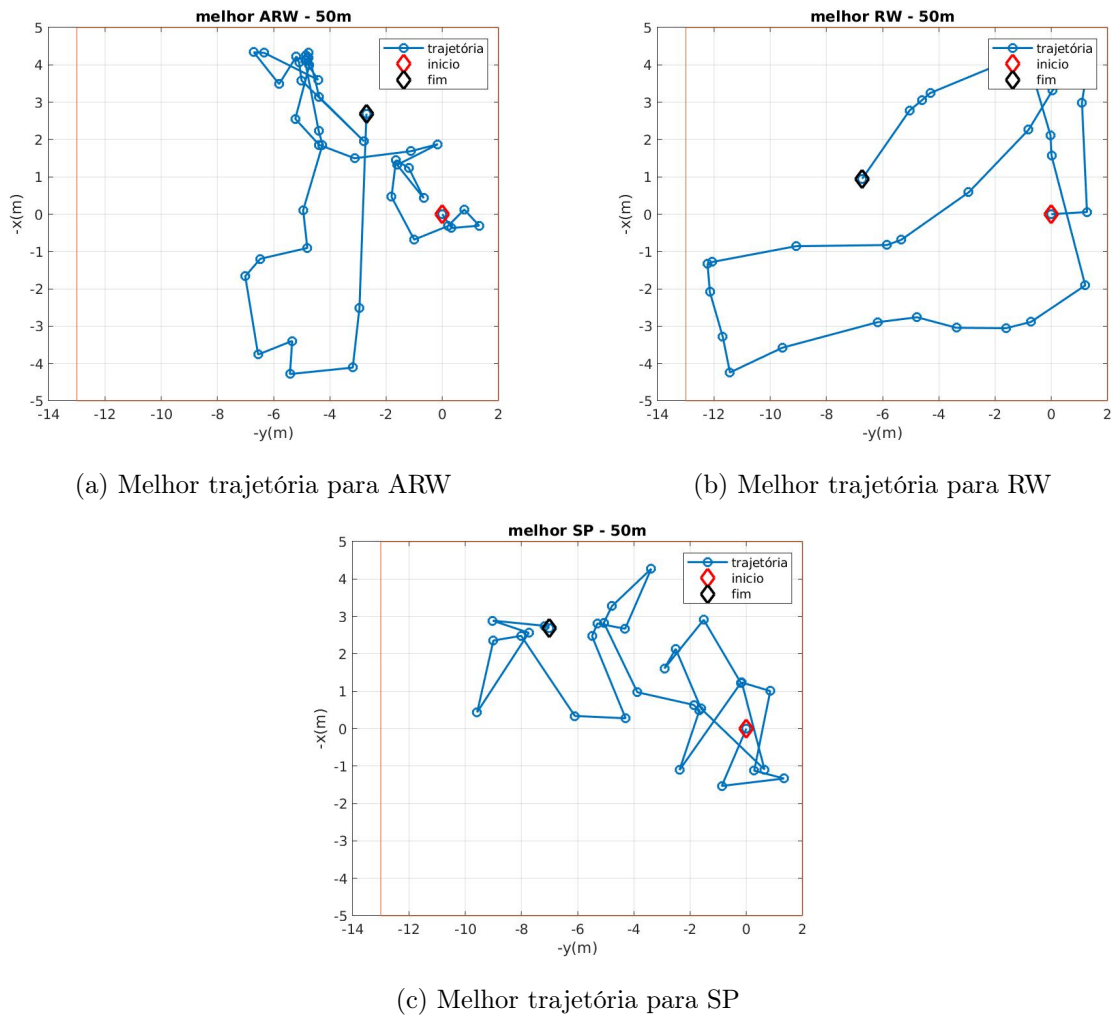 melhor ARW - 50m
5
4
3
2
1
0
-1
-2
-3
-4
-5
-x(m)
-14 -12 -10 -8 -6 -4 -2 0 2
-y(m)
trajetória
inicio
fim
(a) Melhor trajetória para ARW
melhor RW - 50m
5
4
3
2
1
0
-1
-2
-3
-4
-5
-x(m)
-14 -12 -10 -8 -6 -4 -2 0 2
-y(m)
trajetória
inicio
fim
(b) Melhor trajetória para RW
melhor SP - 50m
5
4
3
2
1
0
-1
-2
-3
-4
-5
-x(m)
-14 -12 -10 -8 -6 -4 -2 0 2
-y(m)
trajetória
inicio
fim
(c) Melhor trajetória para SP